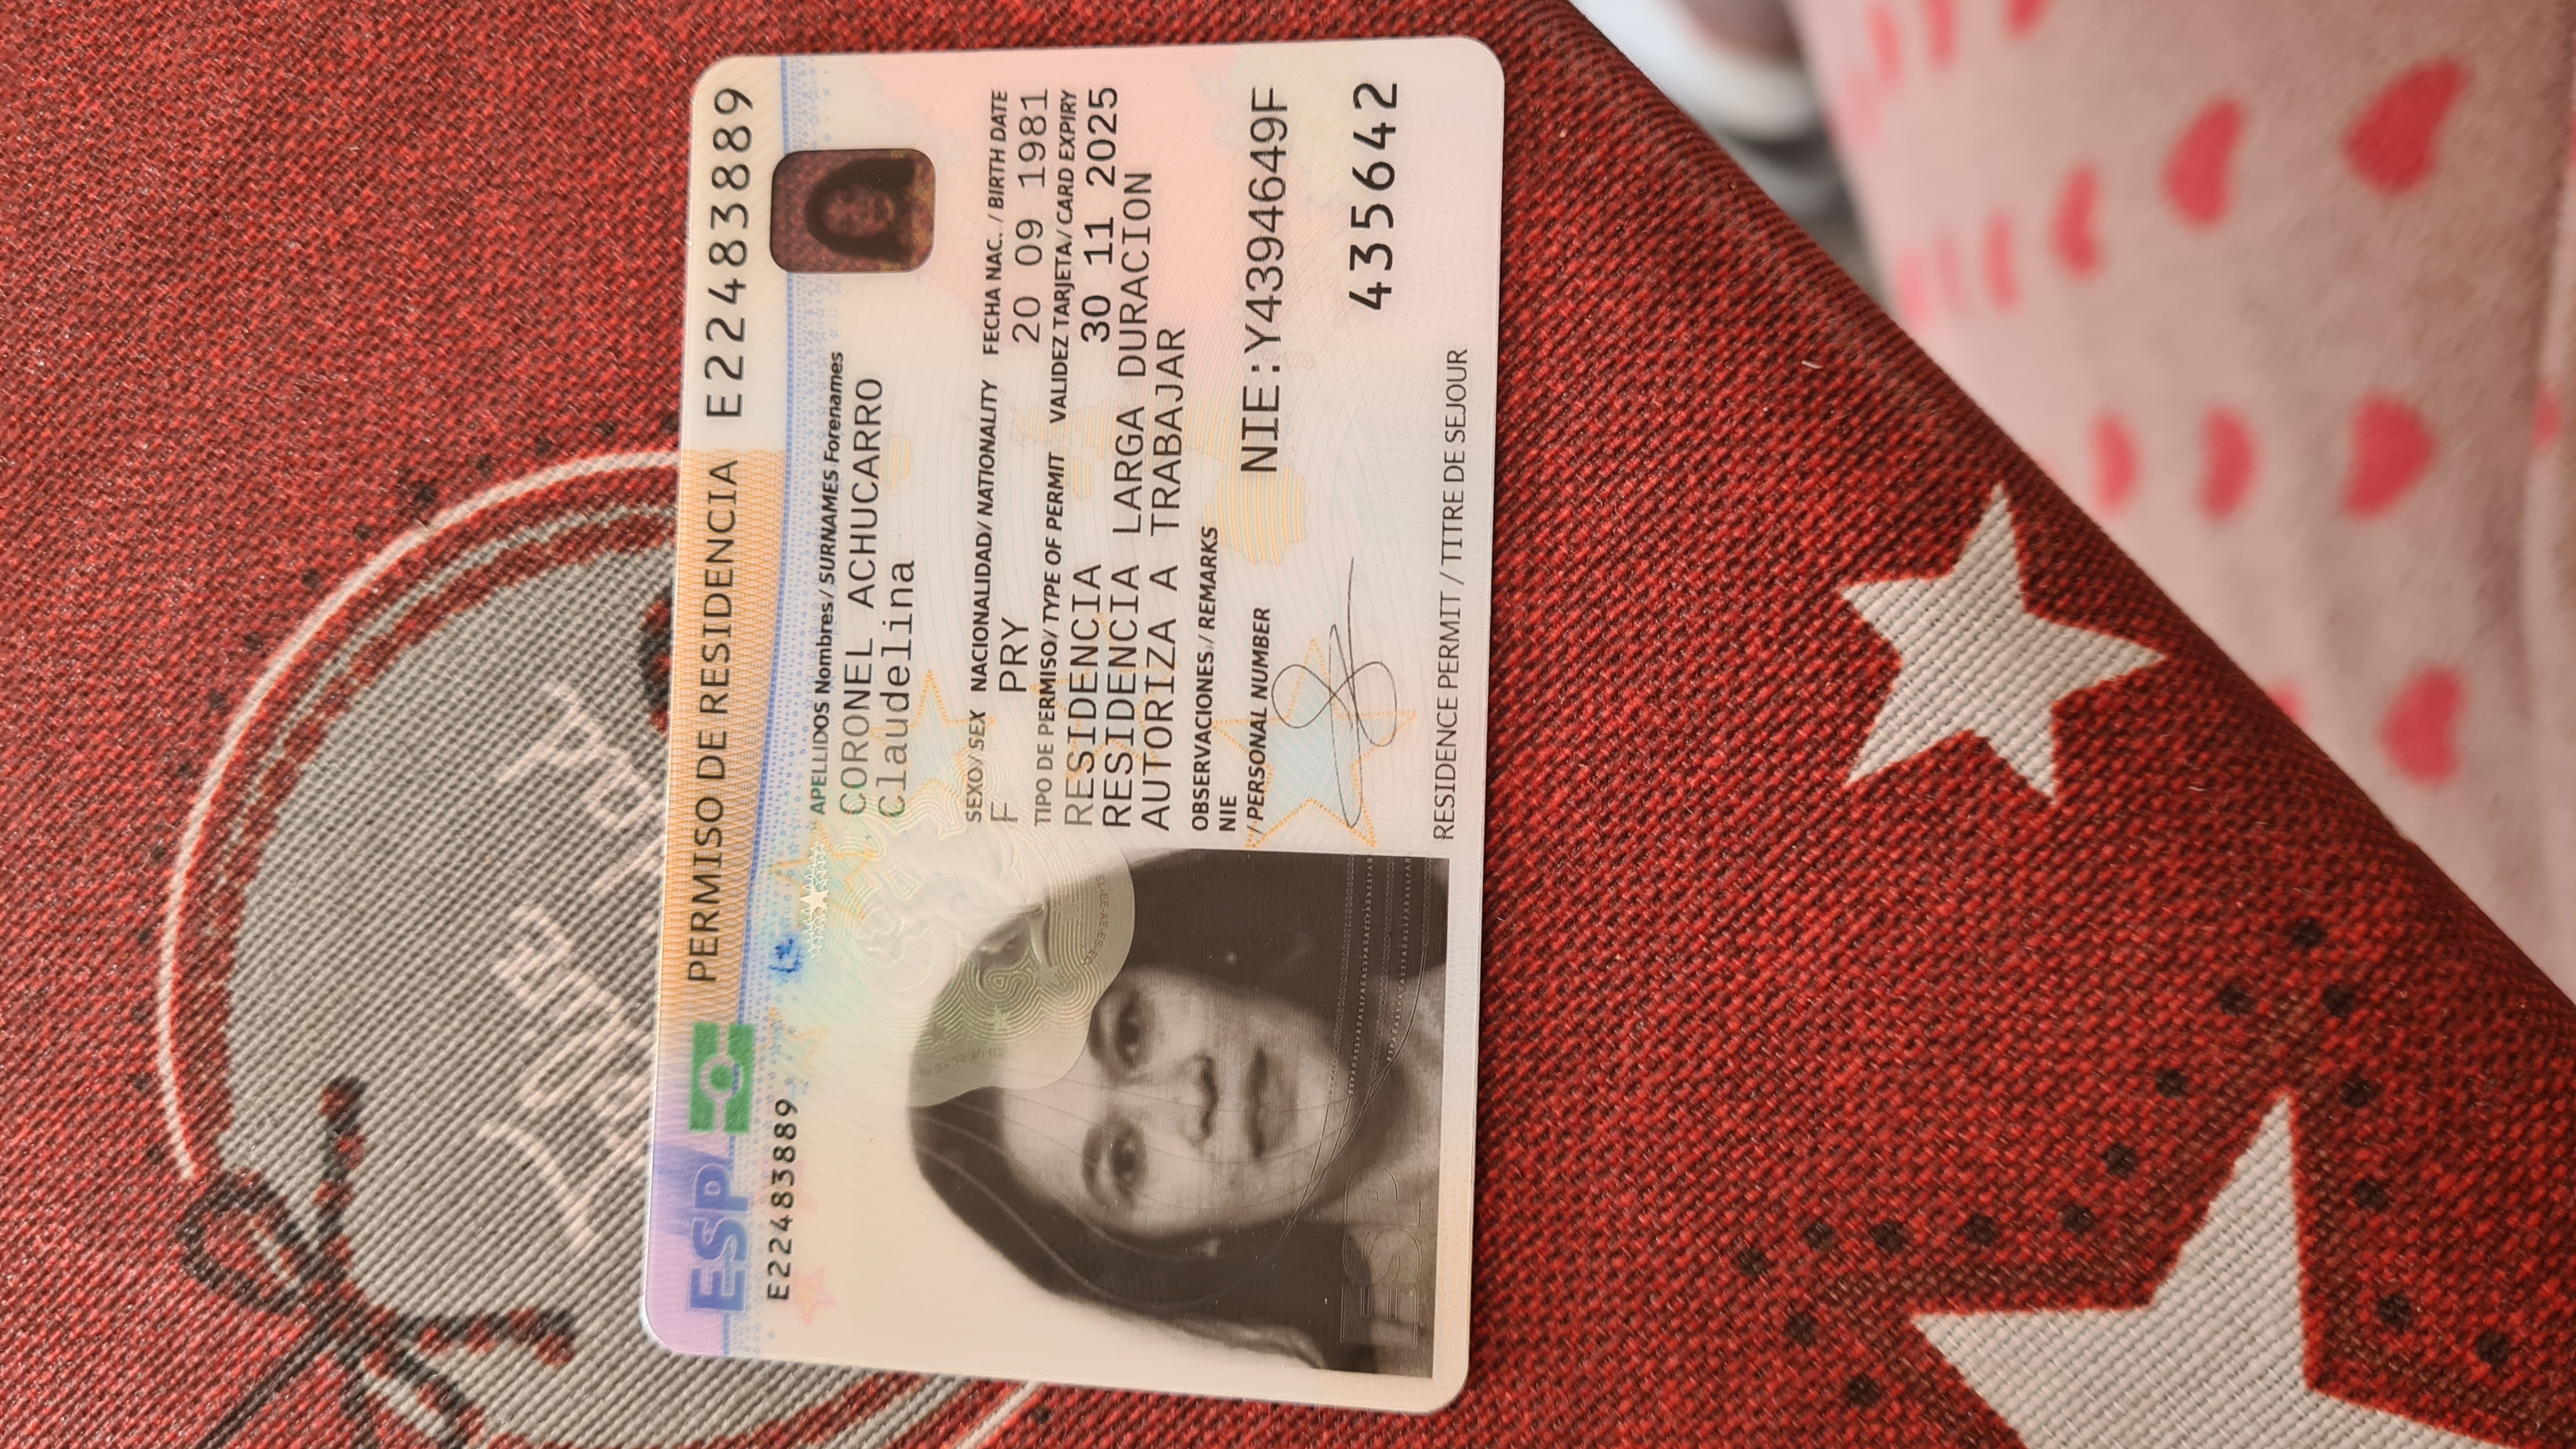 Feliz
ESP PERMISO DE RESIDENCIA E22483889
E22483889
APELLIDOS Nombres / SURNAMES Forenames
CORONEL ACHUCARRO
Claudelina
SEXO / SEX NACIONALIDAD / NATIONALITY FECHA NAC. / BIRTH DATE
F PRY 20 09 1981
TIPO DE PERMISO / TYPE OF PERMIT VALIDEZ TARJETA / CARD EXPIRY
RESIDENCIA 30 11 2025
RESIDENCIA LARGA DURACION
AUTORIZA A TRABAJAR
OBSERVACIONES / REMARKS
NIE
/ PERSONAL NUMBER NIE:Y4394649F
435642
ESP
RESIDENCE PERMIT / TITRE DE SEJOUR